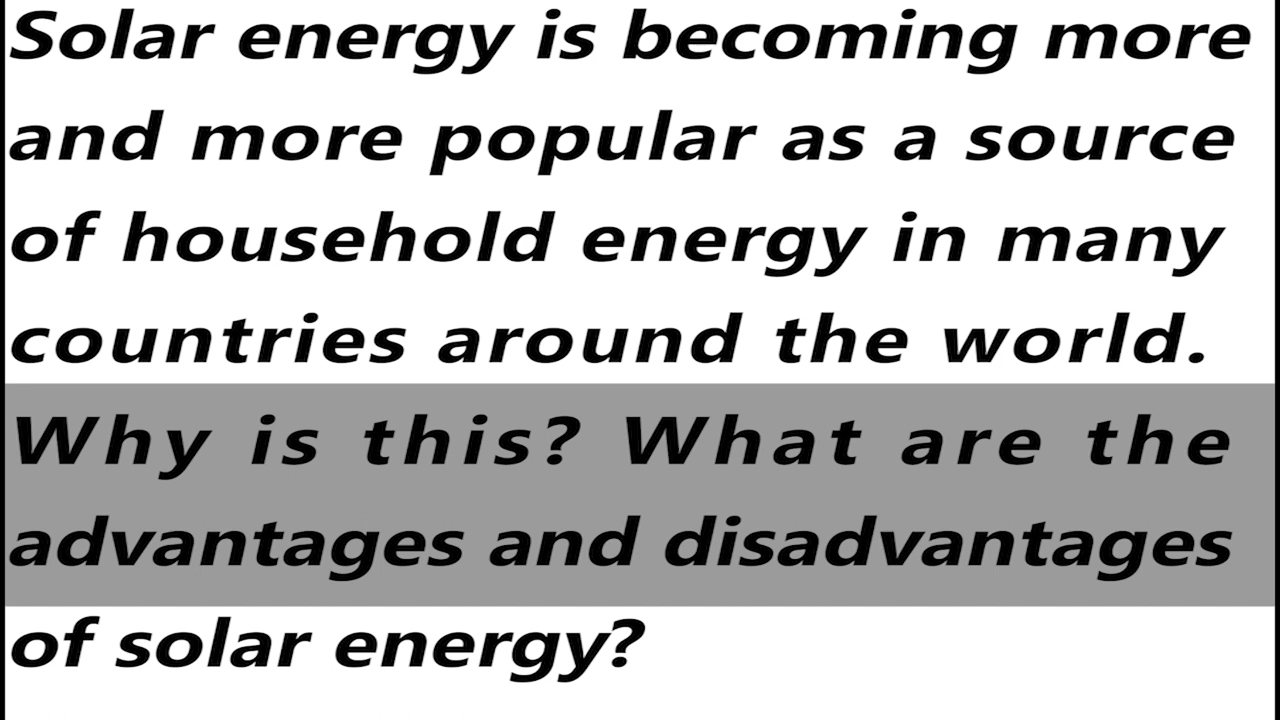 Solar energy is becoming more
and more popular as a source
of household energy in many
countries around the world.
Why is this? What are the
advantages and disadvantages
of solar energy?